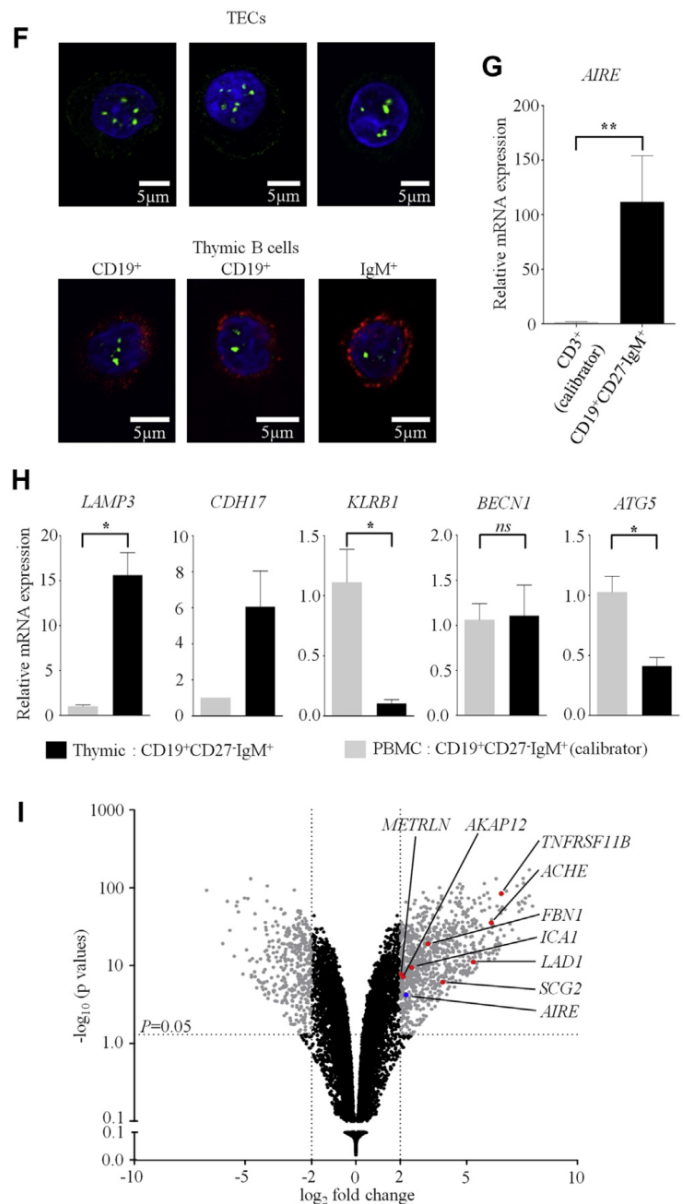 F
TECs
5μm
5μm
5μm
Thymic B cells
CD19⁺
CD19⁺
IgM⁺
5μm
5μm
5μm
G
AIRE
Relative mRNA expression
200
150
100
50
0
**
CD3⁺
(calibrator)
CD19⁺CD27⁻IgM⁺
H
LAMP3
CDH17
KLRB1
BECN1
ATG5
Relative mRNA expression
20
15
10
5
0
*
10
8
6
4
2
0
1.5
1.0
0.5
0.0
*
2.0
1.5
1.0
0.5
0.0
ns
1.5
1.0
0.5
0.0
*
Thymic : CD19⁺CD27⁻IgM⁺
PBMC : CD19⁺CD27⁻IgM⁺ (calibrator)
I
-log₁₀ (p values)
1000
100
10
1.0
0.1
0.1
0.0
P=0.05
METRLN
AKAP12
TNFRSF11B
ACHE
FBN1
ICA1
LAD1
SCG2
AIRE
-10
-5
-2
0
2
5
10
log₂ fold change